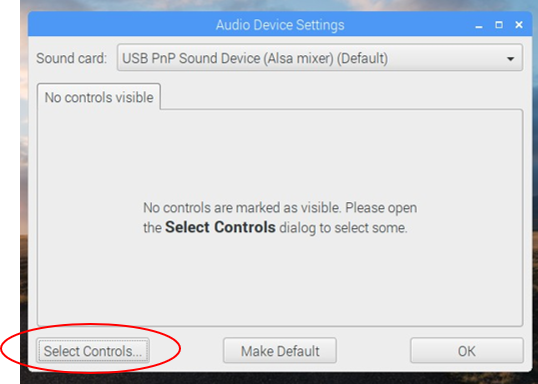 Audio Device Settings
Sound card: USB PnP Sound Device (Alsa mixer) (Default)
No controls visible
No controls are marked as visible. Please open
the Select Controls dialog to select some.
Select Controls... Make Default OK